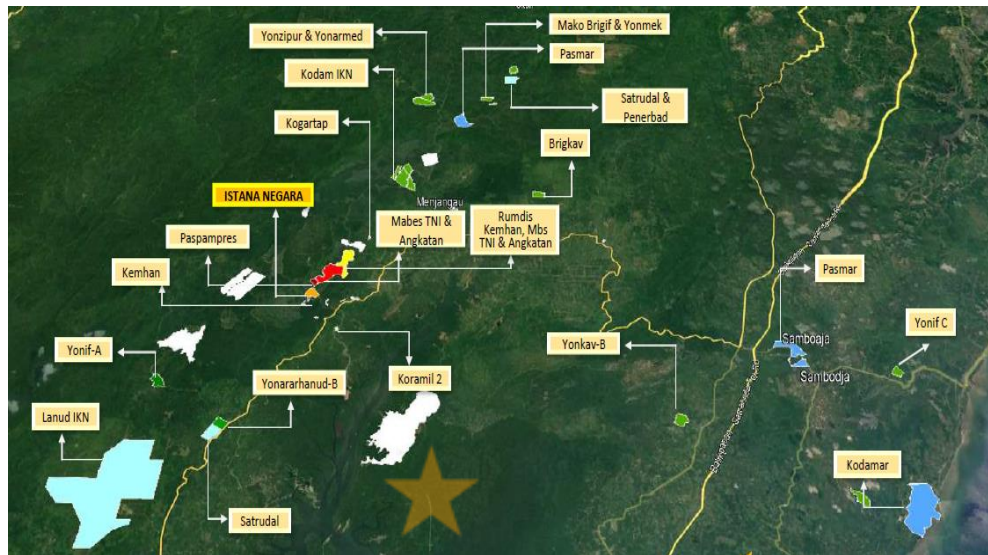 Yonzipur & Yonarmed
Mako Brigif & Yonmek
Pasmar
Kodam IKN
Satrudal &
Penerbad
Kogartap
Brigkav
ISTANA NEGARA
Menjangau
Mabes TNI &
Angkatan
Rumdis
Kemhan, Mbs
TNI & Angkatan
Paspampres
Kemhan
Pasmar
Yonif-A
Yonkav-B
Samboaja
Yonif C
Sambodja
Koramil 2
Yonararhanud-B
Lanud IKN
Kodamar
Satrudal